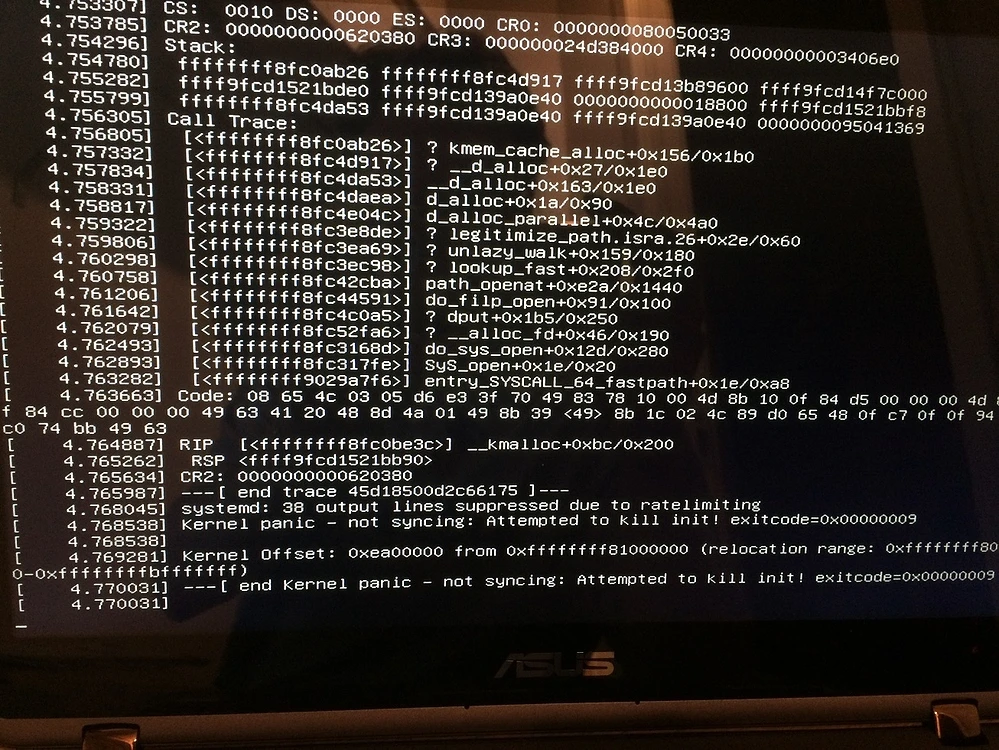 4.753307] CS:  0010 DS: 0000 ES: 0000 CR0: 0000000080050033
4.753785] CR2: 0000000000620380 CR3: 000000024d384000 CR4: 00000000003406e0
4.754296] Stack:
4.754780]  ffffffff8fc0ab26 ffffffff8fc4d917 ffff9fcd13b89600 ffff9fcd14f7c000
4.755282]  ffff9fcd1521bde0 ffff9fcd139a0e40 0000000000018800 ffff9fcd1521bbf8
4.755799]  ffffffff8fc4da53 ffff9fcd139a0e40 ffff9fcd139a0e40 0000000095041369
4.756305] Call Trace:
4.756805]  [<ffffffff8fc0ab26>] ? kmem_cache_alloc+0x156/0x1b0
4.757332]  [<ffffffff8fc4d917>] ? __d_alloc+0x27/0x1e0
4.757834]  [<ffffffff8fc4da53>] __d_alloc+0x163/0x1e0
4.758331]  [<ffffffff8fc4daea>] d_alloc+0x1a/0x90
4.758817]  [<ffffffff8fc4e04c>] d_alloc_parallel+0x4c/0x4a0
4.759322]  [<ffffffff8fc3e8de>] ? legitimize_path.isra.26+0x2e/0x60
4.759806]  [<ffffffff8fc3ea69>] ? unlazy_walk+0x159/0x180
4.760298]  [<ffffffff8fc3ec98>] ? lookup_fast+0x208/0x2f0
4.760758]  [<ffffffff8fc42cba>] path_openat+0xe2a/0x1440
4.761206]  [<ffffffff8fc44591>] do_filp_open+0x91/0x100
4.761642]  [<ffffffff8fc4c0a5>] ? dput+0x1b5/0x250
4.762079]  [<ffffffff8fc52fa6>] ? __alloc_fd+0x46/0x190
[    4.762493]  [<ffffffff8fc3168d>] do_sys_open+0x12d/0x280
[    4.762893]  [<ffffffff8fc317fe>] SyS_open+0x1e/0x20
[    4.763282]  [<ffffffff9029a7f6>] entry_SYSCALL_64_fastpath+0x1e/0xa8
[    4.763663] Code: 08 65 4c 03 05 d6 e3 3f 70 49 83 78 10 00 4d 8b 10 0f 84 d5 00 00 00 4d 8
f 84 cc 00 00 00 49 63 41 20 48 8d 4a 01 49 8b 39 <49> 8b 1c 02 4c 89 d0 65 48 0f c7 0f 0f 94
c0 74 bb 49 63
[    4.764887] RIP  [<ffffffff8fc0be3c>] __kmalloc+0xbc/0x200
[    4.765262]  RSP <ffff9fcd1521bb90>
[    4.765634] CR2: 0000000000620380
[    4.765987] ---[ end trace 45d18500d2c66175 ]---
[    4.768045] systemd: 38 output lines suppressed due to ratelimiting
[    4.768538] Kernel panic - not syncing: Attempted to kill init! exitcode=0x00000009
[    4.768538]
[    4.769281] Kernel Offset: 0xea00000 from 0xffffffff81000000 (relocation range: 0xffffffff80
0-0xffffffffbfffffff)
[    4.770031] ---[ end Kernel panic - not syncing: Attempted to kill init! exitcode=0x00000009
[    4.770031]
_
ASUS